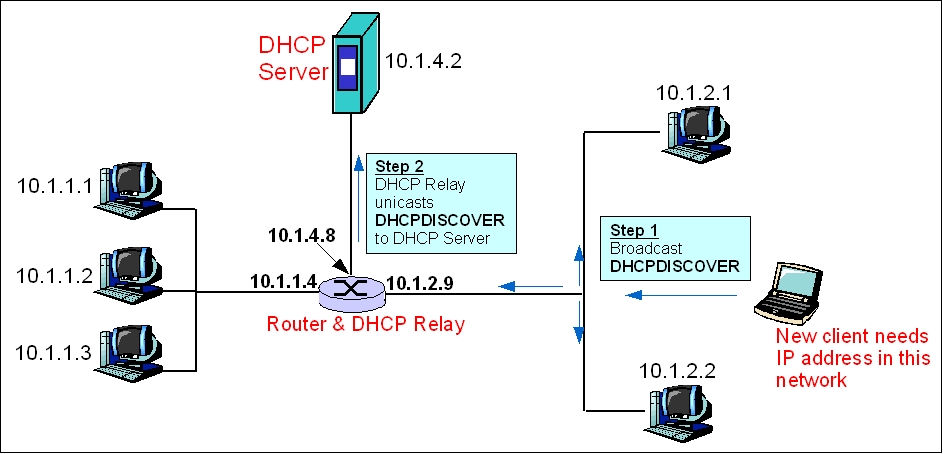 DHCP
Server
10.1.4.2
10.1.2.1
Step 2
DHCP Relay
unicasts
DHCPDISCOVER
to DHCP Server
10.1.1.1
10.1.4.8
Step 1
Broadcast
DHCPDISCOVER
10.1.1.2
10.1.1.4
10.1.2.9
Router & DHCP Relay
New client needs
IP address in this
network
10.1.1.3
10.1.2.2